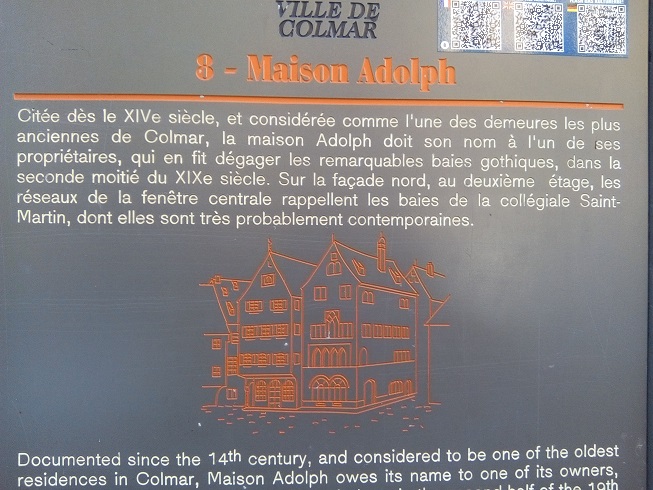 VILLE DE
COLMAR
8 - Maison Adolph
Citée dès le XIVe siècle, et considérée comme l'une des demeures les plus
anciennes de Colmar, la maison Adolph doit son nom à l'un de ses
propriétaires, qui en fit dégager les remarquables baies gothiques, dans la
seconde moitié du XIXe siècle. Sur la façade nord, au deuxième étage, les
réseaux de la fenêtre centrale rappellent les baies de la collégiale Saint-
Martin, dont elles sont très probablement contemporaines.
Documented since the 14th century, and considered to be one of the oldest
residences in Colmar, Maison Adolph owes its name to one of its owners,
half of the 19th